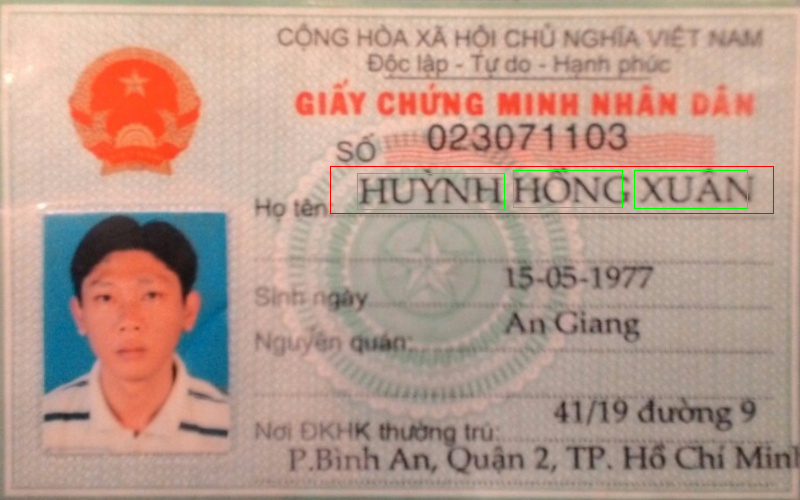 CỘNG HÒA XÃ HỘI CHỦ NGHĨA VIỆT NAM
Độc lập - Tự do - Hạnh phúc
GIẤY CHỨNG MINH NHÂN DÂN
SỐ 023071103
Họ tên HUỲNH HỒNG XUÂN
Sinh ngày 15-05-1977
Nguyên quán: An Giang
Nơi ĐKHK thường trú: 41/19 đường 9
P.Bình An, Quận 2, TP. Hồ Chí Minh